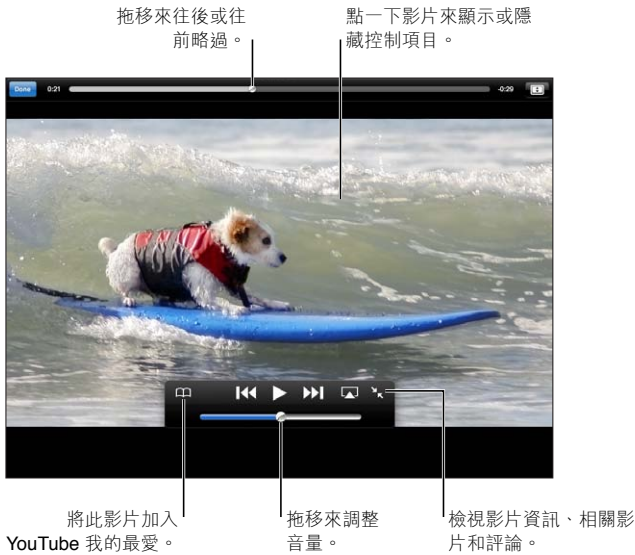 拖移來往後或往
前略過。
點一下影片來顯示或隱
藏控制項目。
Done 0:21 -0:29
將此影片加入
YouTube 我的最愛。
拖移來調整
音量。
檢視影片資訊、相關影
片和評論。